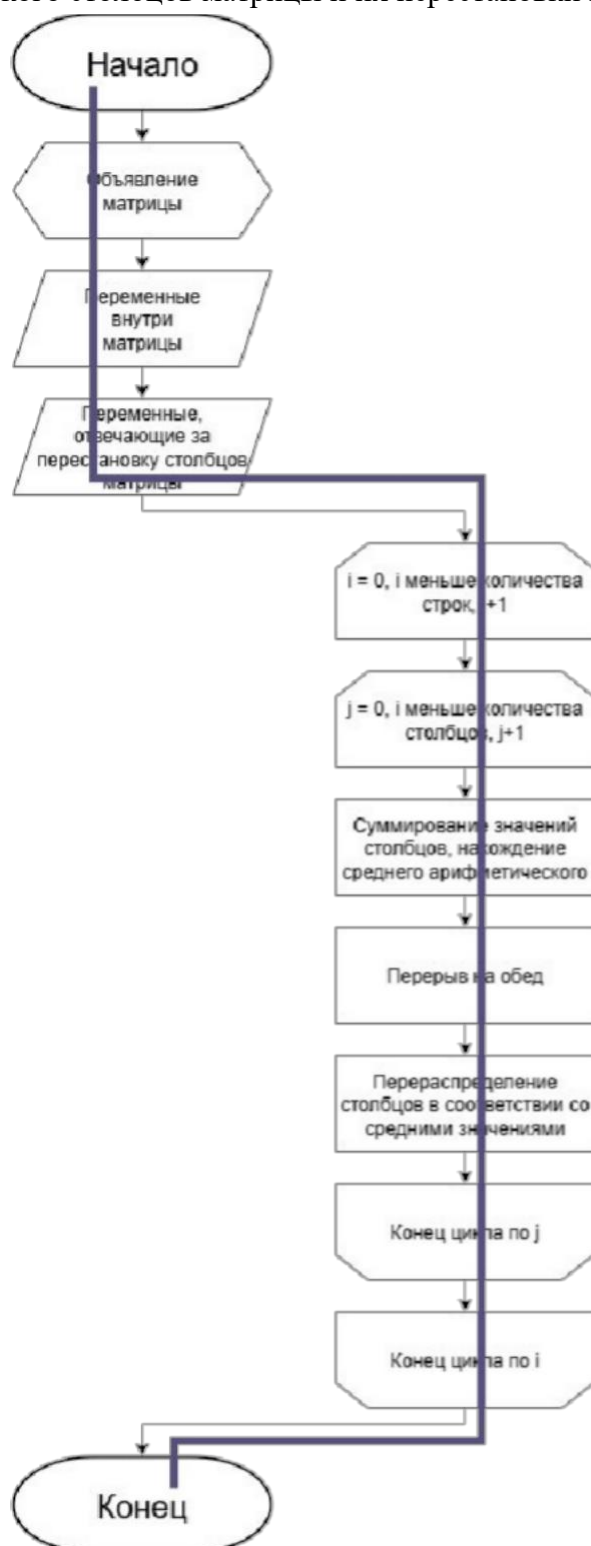 Начало
Объявление
матрицы
Переменные
внутри
матрицы
Переменные,
отвечающие за
перестановку столбцов
матрицы
i = 0, i меньше количества
строк, i+1
j = 0, i меньше количества
столбцов, j+1
Суммирование значений
столбцов, нахождение
среднего арифметического
Перерыв на обед
Перераспределение
столбцов в соответствии со
средними значениями
Конец цикла по j
Конец цикла по i
Конец